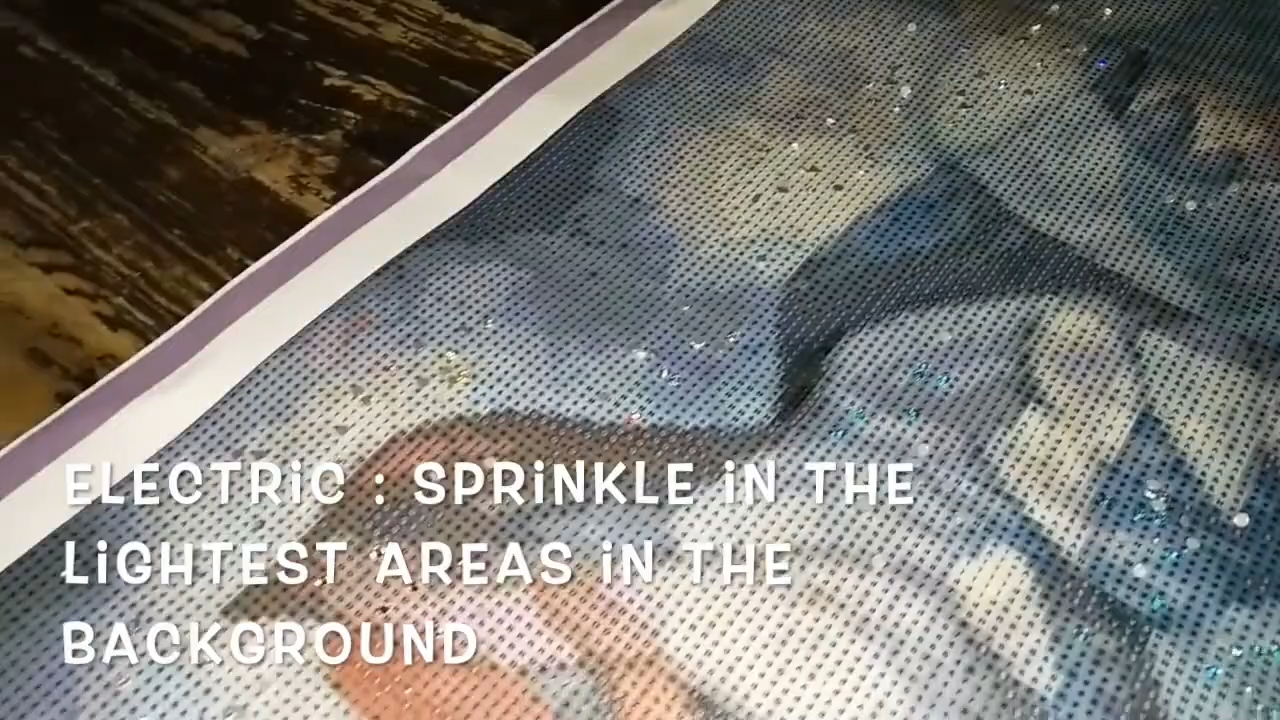 ELECTRiC : SPRiNKLE iN THE
LiGHTEST AREAS iN THE
BACKGROUND